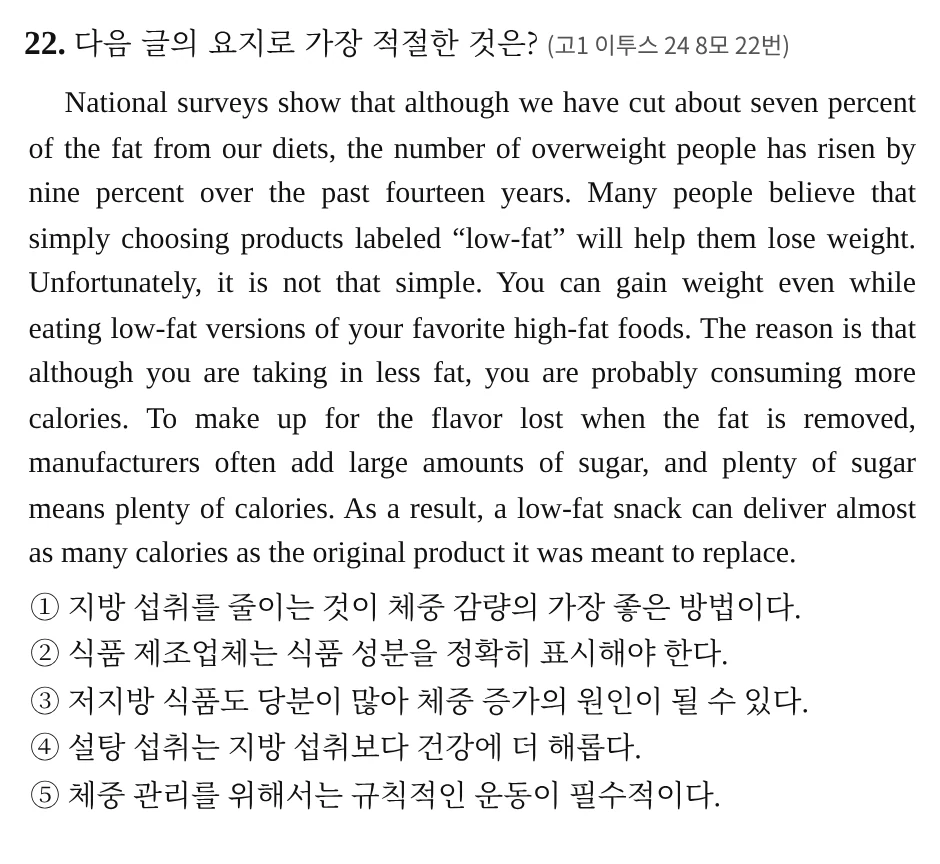 22. 다음 글의 요지로 가장 적절한 것은? (고1 이투스 24 8모 22번)
National surveys show that although we have cut about seven percent
of the fat from our diets, the number of overweight people has risen by
nine percent over the past fourteen years. Many people believe that
simply choosing products labeled “low-fat” will help them lose weight.
Unfortunately, it is not that simple. You can gain weight even while
eating low-fat versions of your favorite high-fat foods. The reason is that
although you are taking in less fat, you are probably consuming more
calories. To make up for the flavor lost when the fat is removed,
manufacturers often add large amounts of sugar, and plenty of sugar
means plenty of calories. As a result, a low-fat snack can deliver almost
as many calories as the original product it was meant to replace.
① 지방 섭취를 줄이는 것이 체중 감량의 가장 좋은 방법이다.
② 식품 제조업체는 식품 성분을 정확히 표시해야 한다.
③ 저지방 식품도 당분이 많아 체중 증가의 원인이 될 수 있다.
④ 설탕 섭취는 지방 섭취보다 건강에 더 해롭다.
⑤ 체중 관리를 위해서는 규칙적인 운동이 필수적이다.